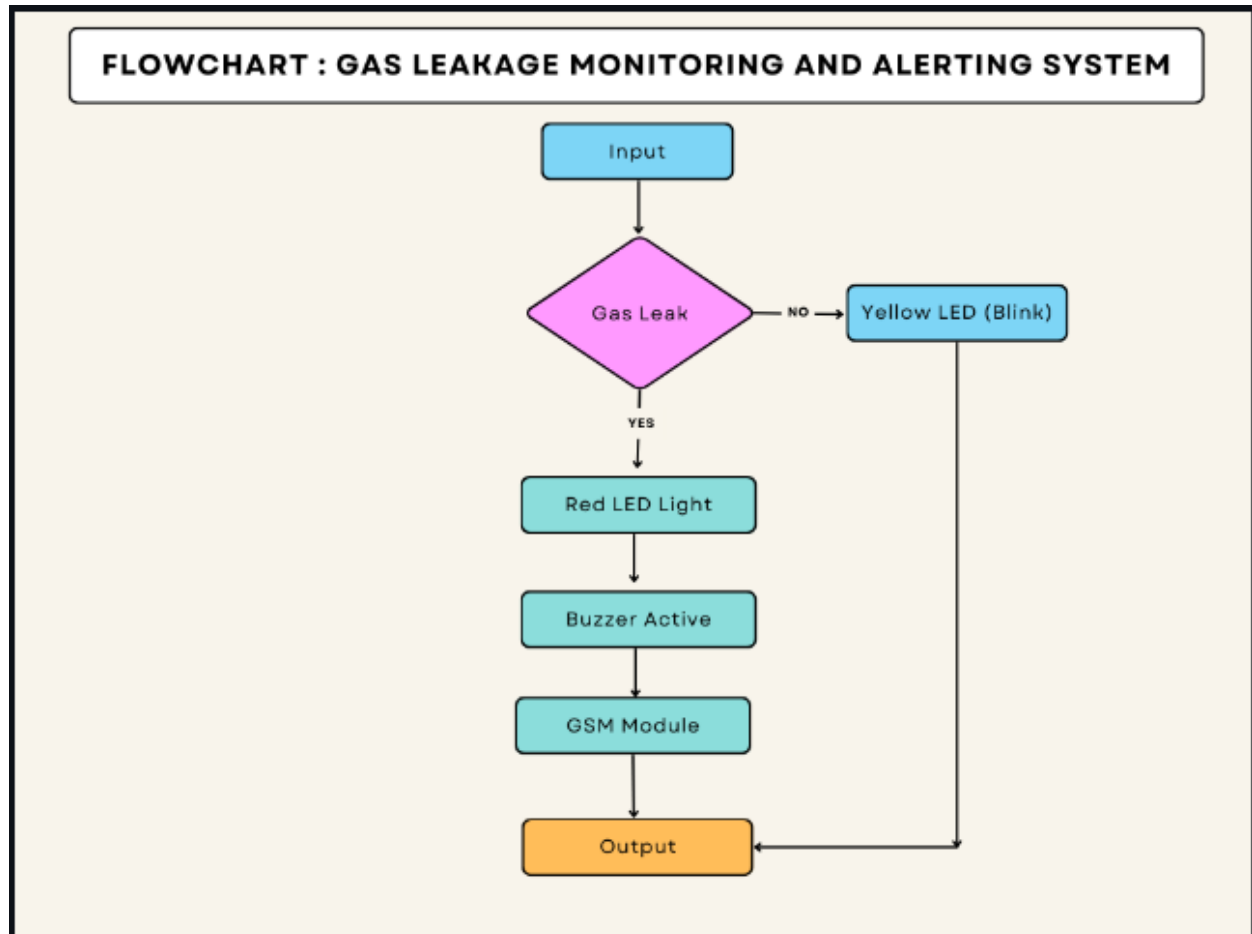 FLOWCHART : GAS LEAKAGE MONITORING AND ALERTING SYSTEM
Input
Gas Leak
NO
Yellow LED (Blink)
YES
Red LED Light
Buzzer Active
GSM Module
Output